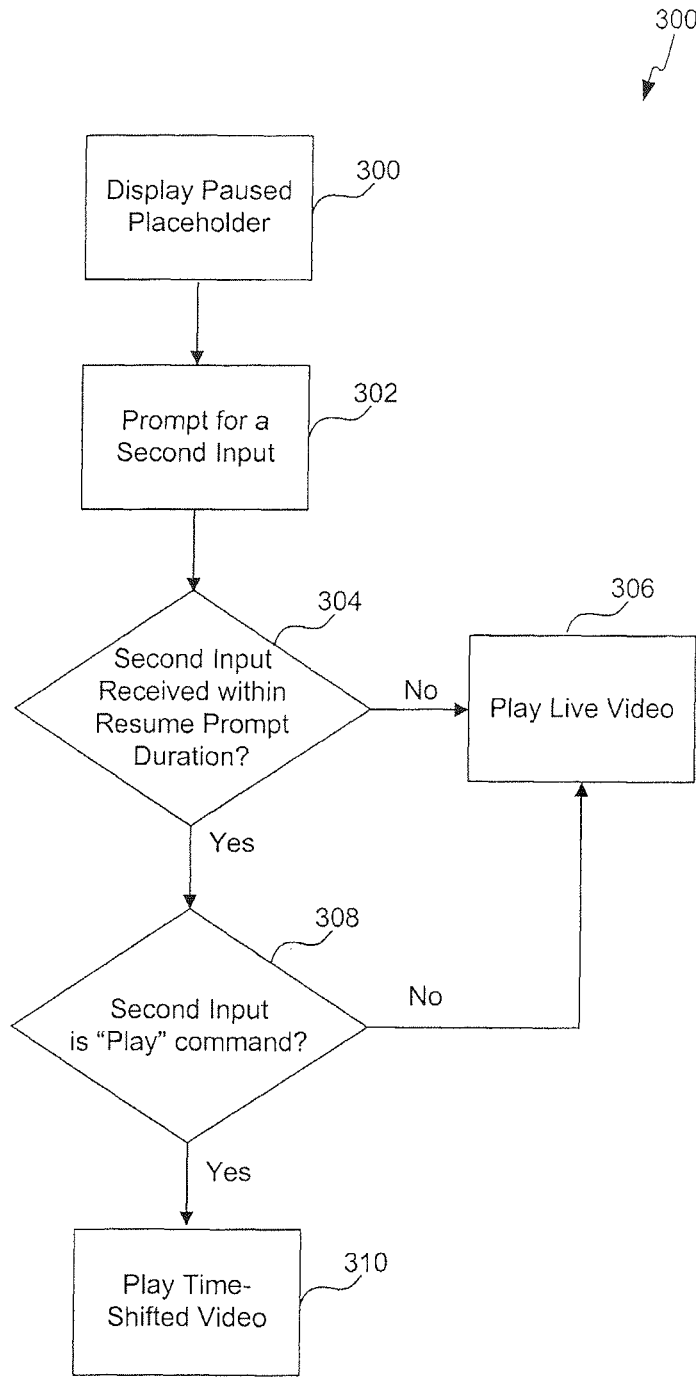 300
Display Paused
Placeholder
300
Prompt for a
Second Input
302
Second Input
Received within
Resume Prompt
Duration?
304
No
306
Play Live Video
Yes
Second Input
is “Play” command?
308
No
Yes
Play Time-
Shifted Video
310